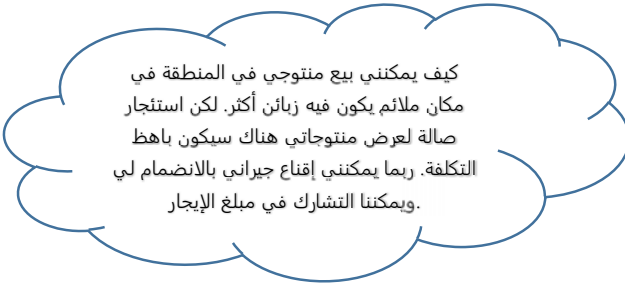 كيف يمكنني بيع منتوجي في المنطقة في
مكان ملائم يكون فيه زبائن أكثر. لكن استئجار
صالة لعرض منتوجاتي هناك سيكون باهظ
التكلفة. ربما يمكنني إقناع جيراني بالانضمام لي
ويمكننا التشارك في مبلغ الإيجار.